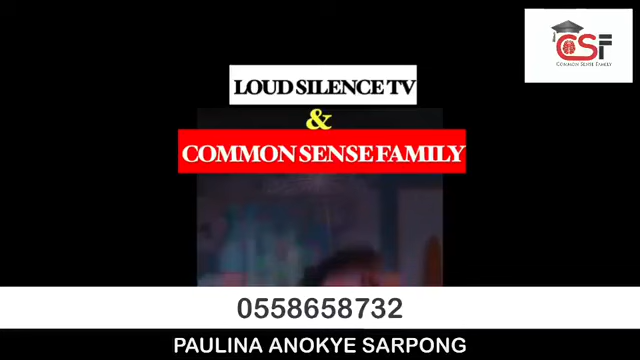 CSF
COMMON SENSE FAMILY
LOUD SILENCE TV
&
COMMON SENSE FAMILY
0558658732
PAULINA ANOKYE SARPONG